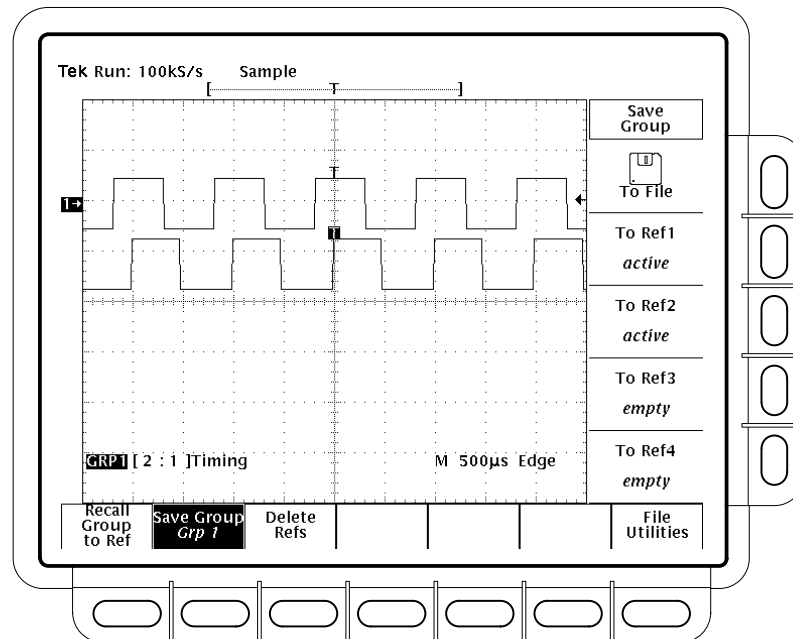 Tek Run: 100kS/s Sample
[ T ]
Save
Group
To File
T
1→
To Ref1
active
T
To Ref2
active
To Ref3
empty
To Ref4
empty
GRP1 [ 2 : 1 ]Timing
M 500µs Edge
Recall
Group
to Ref
Save Group
Grp 1
Delete
Refs
File
Utilities